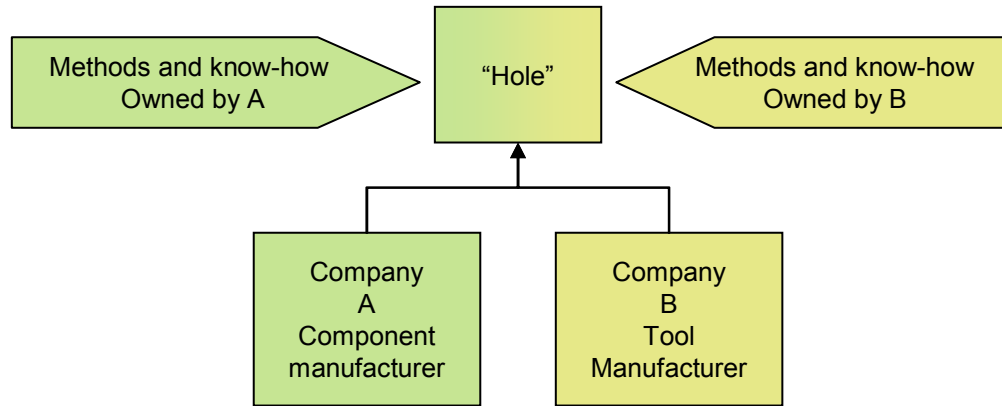 Methods and know-how
Owned by A
“Hole”
Methods and know-how
Owned by B
Company
A
Component
manufacturer
Company
B
Tool
Manufacturer